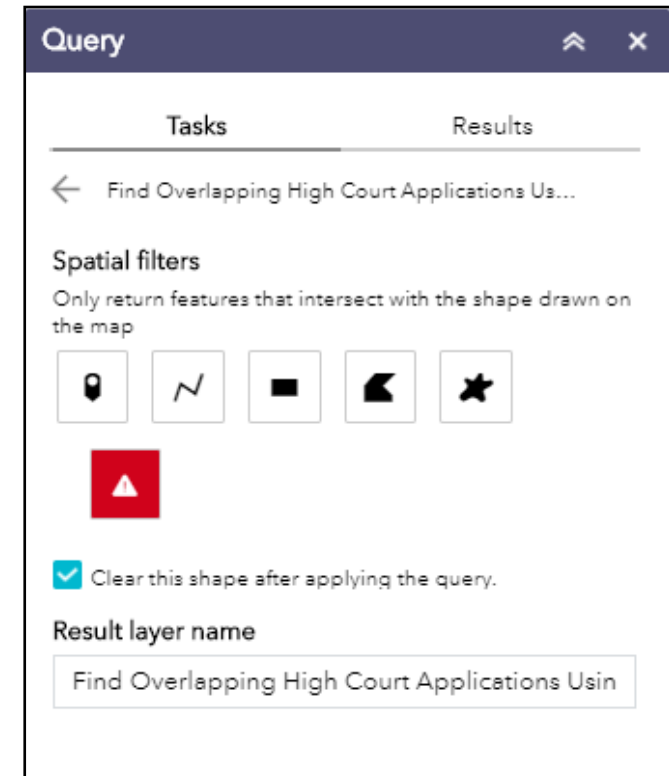 Query
Tasks
Results
Find Overlapping High Court Applications Us...
Spatial filters
Only return features that intersect with the shape drawn on
the map
Clear this shape after applying the query.
Result layer name
Find Overlapping High Court Applications Usin